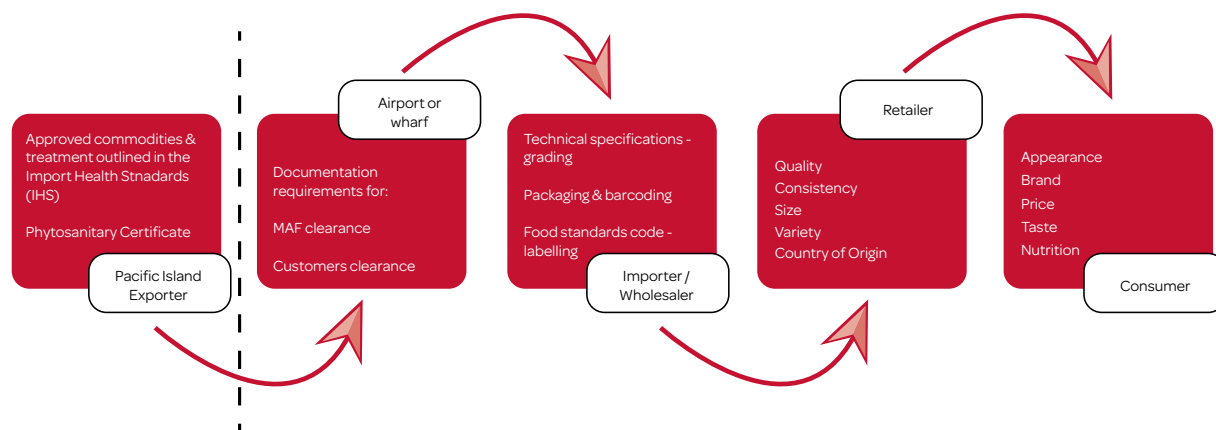 Approved commodities &
treatment outlined in the
Import Health Stnadards
(IHS)
Phytosanitary Certificate
Pacific Island
Exporter
Airport or
wharf
Documentation
requirements for:
MAF clearance
Customers clearance
Technical specifications -
grading
Packaging & barcoding
Food standards code -
labelling
Importer /
Wholesaler
Retailer
Quality
Consistency
Size
Variety
Country of Origin
Appearance
Brand
Price
Taste
Nutrition
Consumer